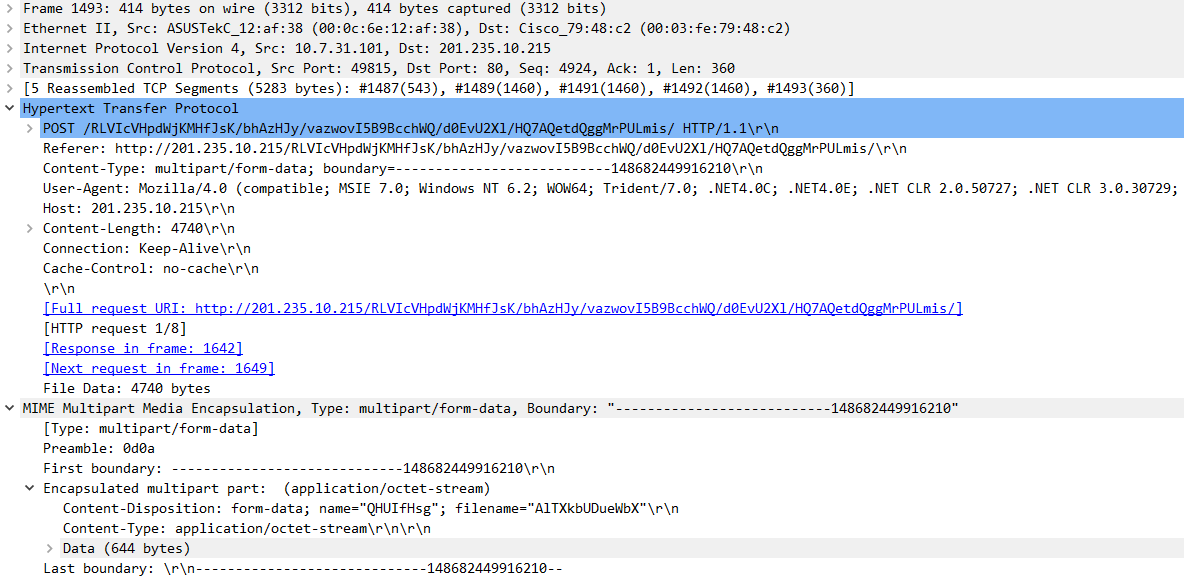 Frame 1493: 414 bytes on wire (3312 bits), 414 bytes captured (3312 bits)
Ethernet II, Src: ASUSTekC_12:af:38 (00:0c:6e:12:af:38), Dst: Cisco_79:48:c2 (00:03:fe:79:48:c2)
Internet Protocol Version 4, Src: 10.7.31.101, Dst: 201.235.10.215
Transmission Control Protocol, Src Port: 49815, Dst Port: 80, Seq: 4924, Ack: 1, Len: 360
[5 Reassembled TCP Segments (5283 bytes): #1487(543), #1489(1460), #1491(1460), #1492(1460), #1493(360)]
Hypertext Transfer Protocol
POST /RLVIcVHpdWjKMHfJsK/bhAzHJy/vazwovI5B9BcchWQ/d0EvU2Xl/HQ7AQetdQggMrPULmis/ HTTP/1.1\r\n
Referer: http://201.235.10.215/RLVIcVHpdWjKMHfJsK/bhAzHJy/vazwovI5B9BcchWQ/d0EvU2Xl/HQ7AQetdQggMrPULmis/\r\n
Content-Type: multipart/form-data; boundary=---------------------------148682449916210\r\n
User-Agent: Mozilla/4.0 (compatible; MSIE 7.0; Windows NT 6.2; WOW64; Trident/7.0; .NET4.0C; .NET4.0E; .NET CLR 2.0.50727; .NET CLR 3.0.30729;
Host: 201.235.10.215\r\n
Content-Length: 4740\r\n
Connection: Keep-Alive\r\n
Cache-Control: no-cache\r\n
\r\n
[Full request URI: http://201.235.10.215/RLVIcVHpdWjKMHfJsK/bhAzHJy/vazwovI5B9BcchWQ/d0EvU2Xl/HQ7AQetdQggMrPULmis/]
[HTTP request 1/8]
[Response in frame: 1642]
[Next request in frame: 1649]
File Data: 4740 bytes
MIME Multipart Media Encapsulation, Type: multipart/form-data, Boundary: "---------------------------148682449916210"
[Type: multipart/form-data]
Preamble: 0d0a
First boundary: -----------------------------148682449916210\r\n
Encapsulated multipart part:  (application/octet-stream)
Content-Disposition: form-data; name="QHUIfHsg"; filename="AlTXkbUDueWbX"\r\n
Content-Type: application/octet-stream\r\n\r\n
Data (644 bytes)
Last boundary: \r\n-----------------------------148682449916210--